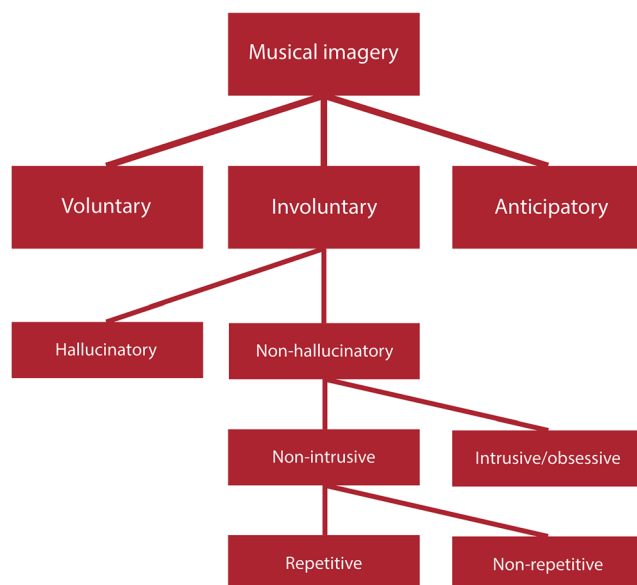 Musical imagery
Voluntary
Involuntary
Anticipatory
Hallucinatory
Non-hallucinatory
Non-intrusive
Intrusive/obsessive
Repetitive
Non-repetitive